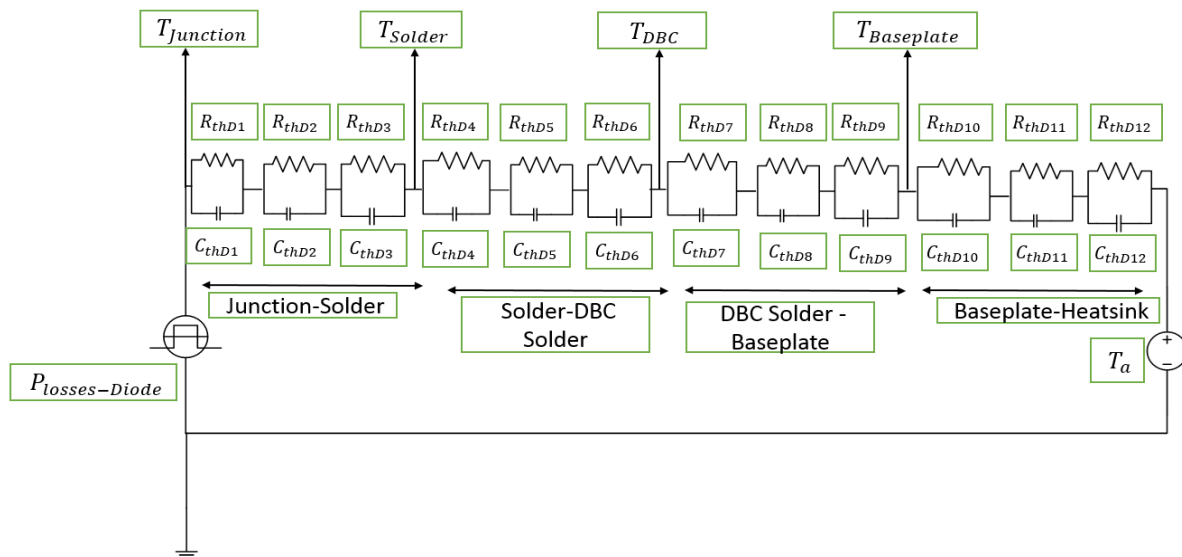 T_Junction
T_Solder
T_DBC
T_Baseplate
R_thD1
R_thD2
R_thD3
R_thD4
R_thD5
R_thD6
R_thD7
R_thD8
R_thD9
R_thD10
R_thD11
R_thD12
C_thD1
C_thD2
C_thD3
C_thD4
C_thD5
C_thD6
C_thD7
C_thD8
C_thD9
C_thD10
C_thD11
C_thD12
Junction-Solder
Solder-DBC
Solder
DBC Solder -
Baseplate
Baseplate-Heatsink
P_losses−Diode
T_a
+
−